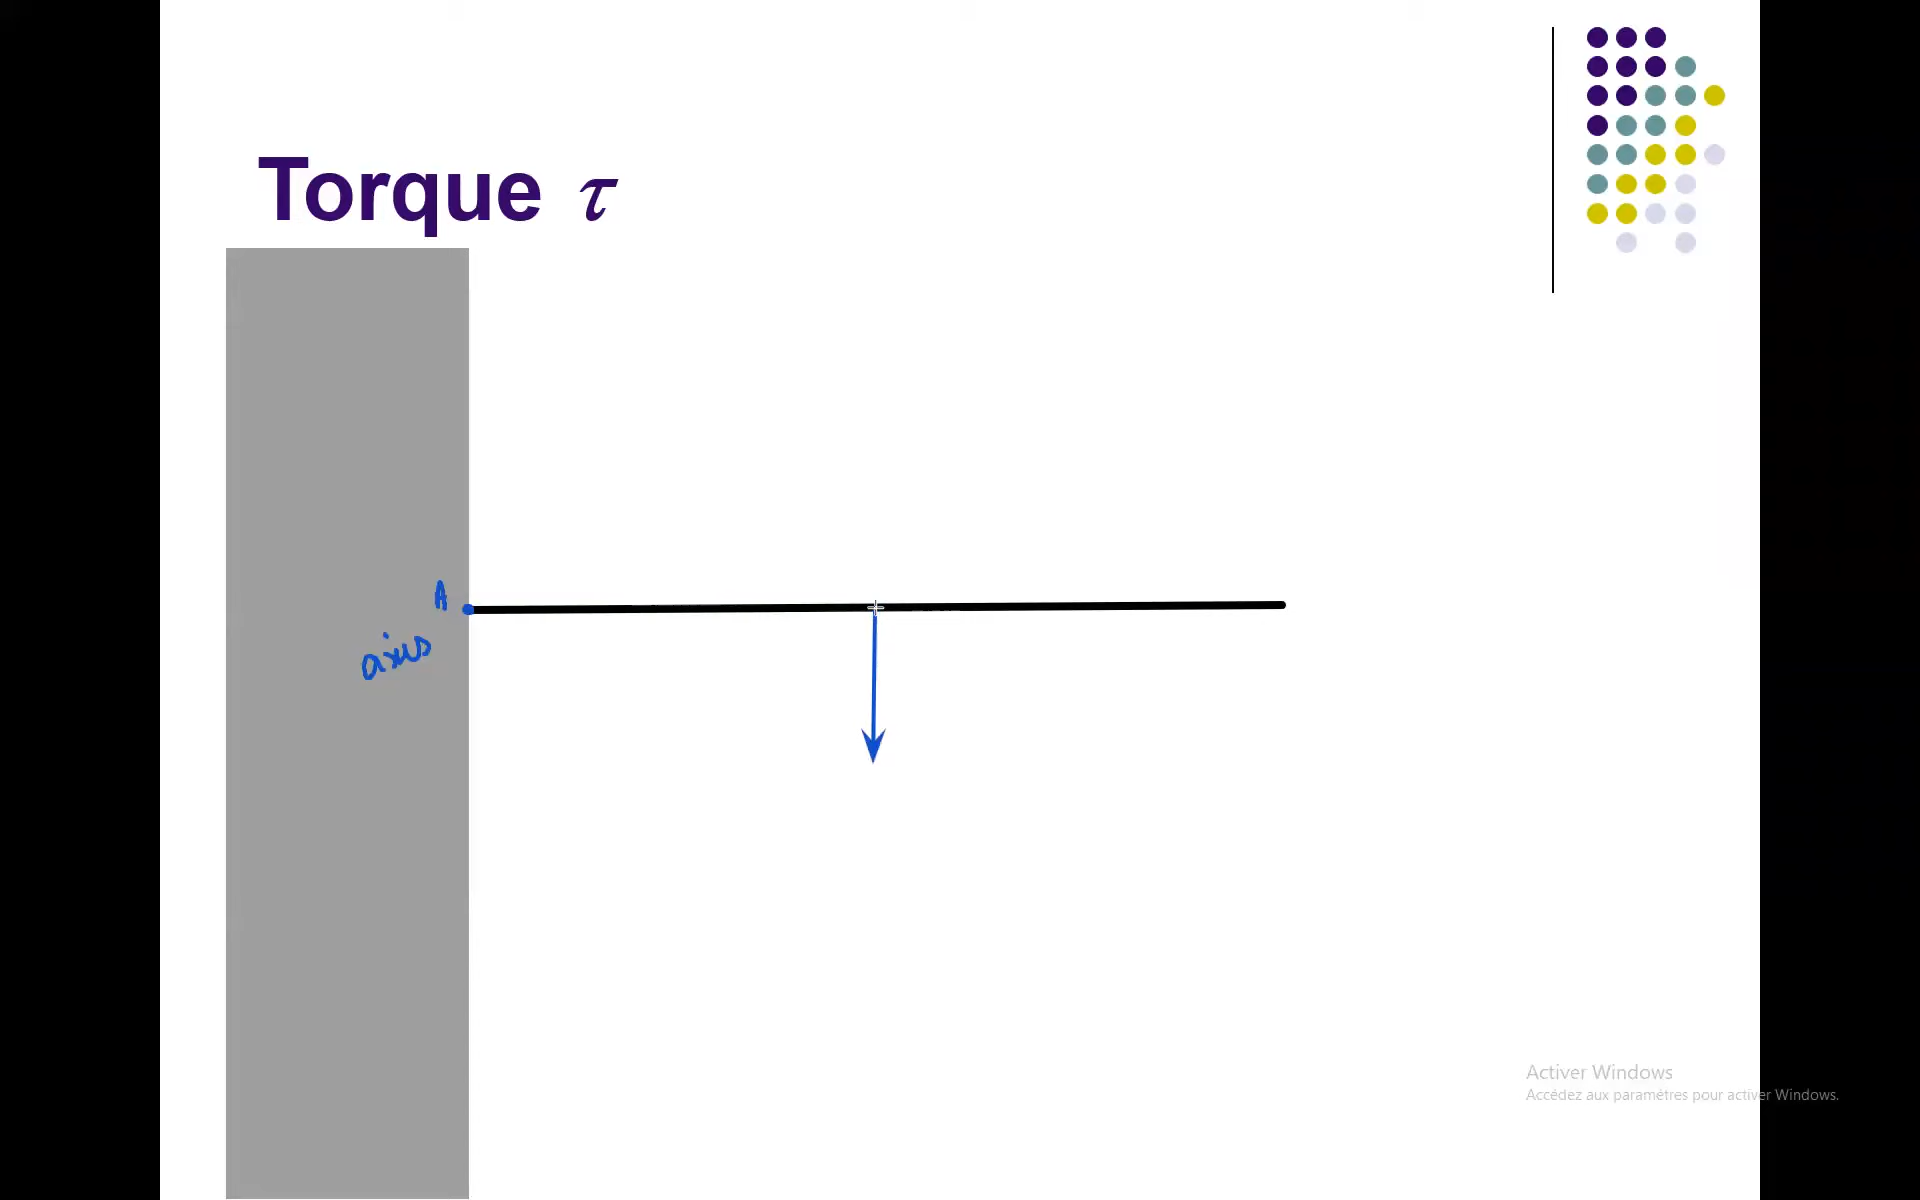 Torque τ
A
axis
Activer Windows
Accédez aux paramètres pour activer Windows.